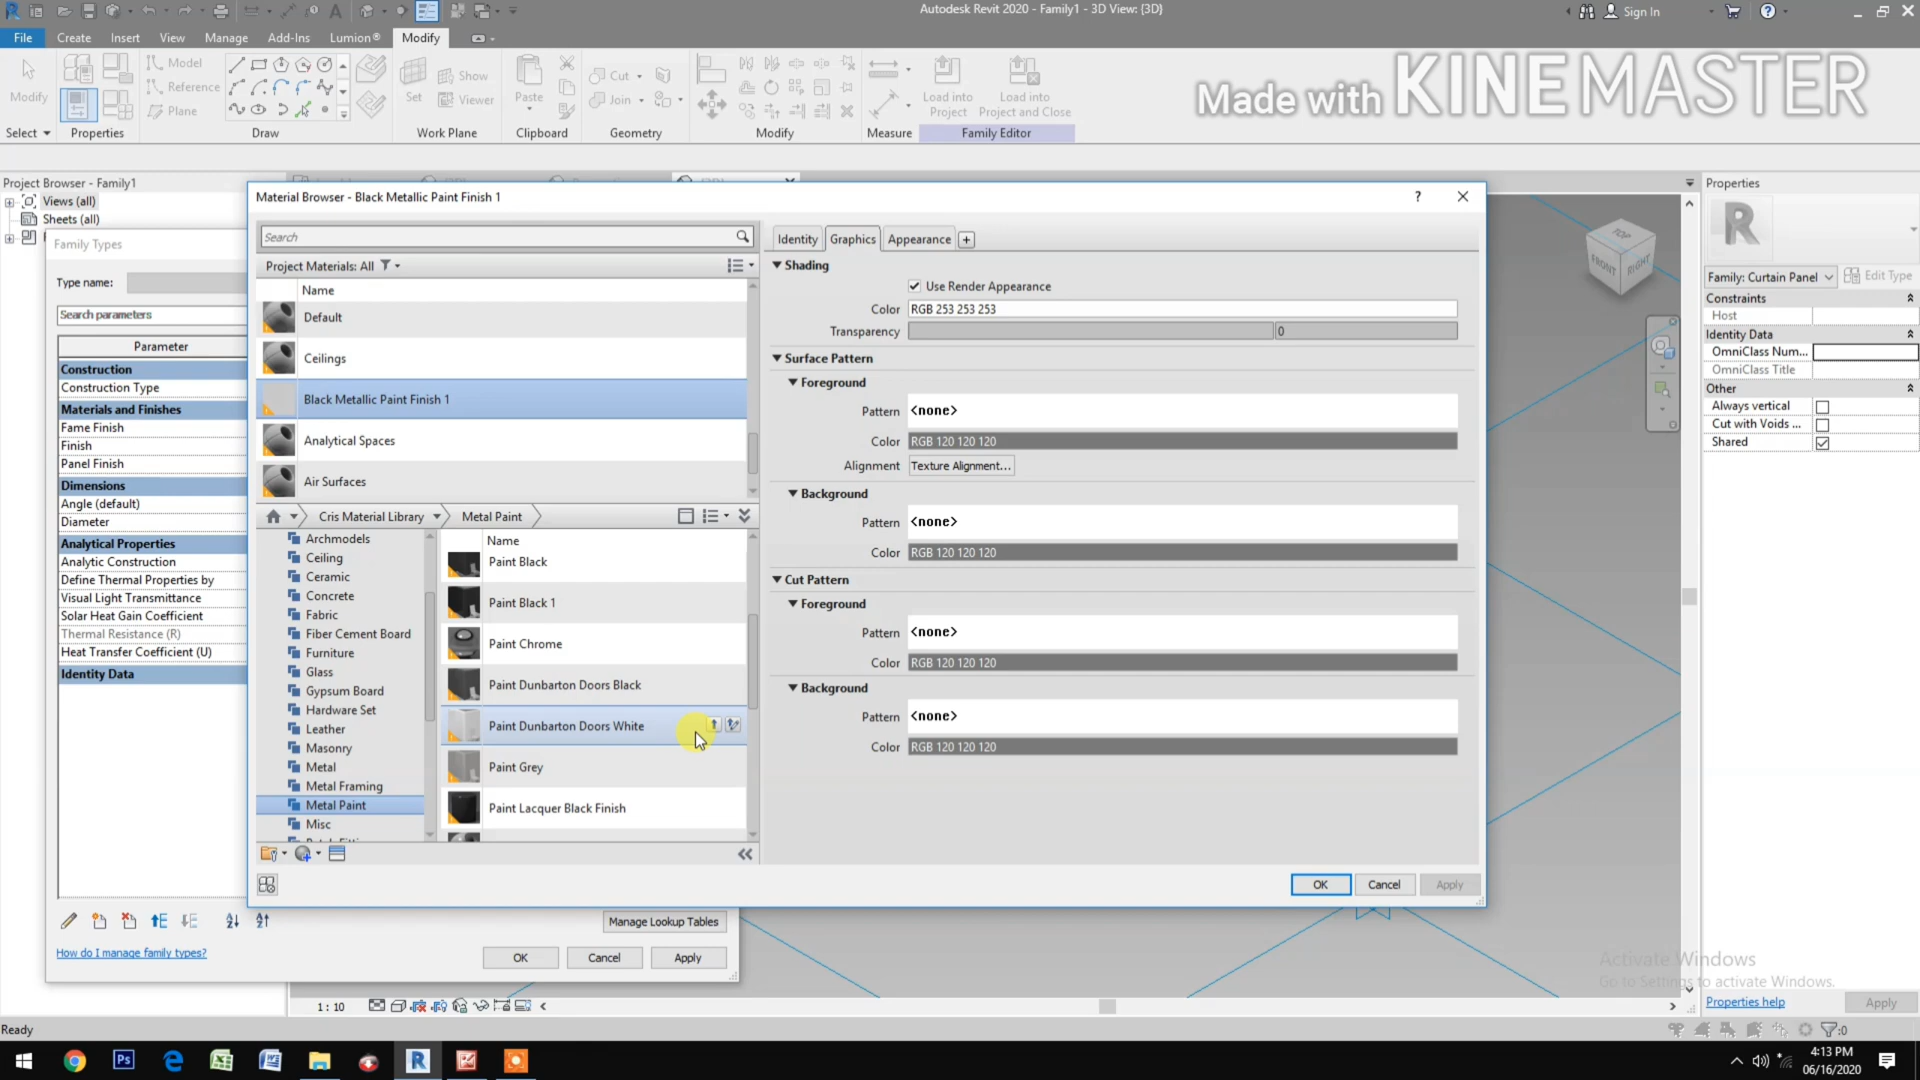 Autodesk Revit 2020 - Family1 - 3D View: {3D}
Sign In
File Create Insert View Manage Add-Ins Lumion® Modify
Modify
Select
Properties
Model
Reference
Plane
Draw
Set
Show
Viewer
Work Plane
Paste
Clipboard
Cut
Join
Geometry
Modify
Measure
Load into
Project
Load into
Project and Close
Family Editor
Made with KINEMASTER
Project Browser - Family1
Views (all)
Sheets (all)
Family Types
Type name:
Search parameters
Parameter
Construction
Construction Type
Materials and Finishes
Fame Finish
Finish
Panel Finish
Dimensions
Angle (default)
Diameter
Analytical Properties
Analytic Construction
Define Thermal Properties by
Visual Light Transmittance
Solar Heat Gain Coefficient
Thermal Resistance (R)
Heat Transfer Coefficient (U)
Identity Data
Manage Lookup Tables
How do I manage family types?
OK Cancel Apply
Material Browser - Black Metallic Paint Finish 1
Search
Project Materials: All
Name
Default
Ceilings
Black Metallic Paint Finish 1
Analytical Spaces
Air Surfaces
Cris Material Library Metal Paint
Archmodels
Ceiling
Ceramic
Concrete
Fabric
Fiber Cement Board
Furniture
Glass
Gypsum Board
Hardware Set
Leather
Masonry
Metal
Metal Framing
Metal Paint
Misc
Name
Paint Black
Paint Black 1
Paint Chrome
Paint Dunbarton Doors Black
Paint Dunbarton Doors White
Paint Grey
Paint Lacquer Black Finish
Identity Graphics Appearance
Shading
Use Render Appearance
Color RGB 253 253 253
Transparency 0
Surface Pattern
Foreground
Pattern <none>
Color RGB 120 120 120
Alignment Texture Alignment...
Background
Pattern <none>
Color RGB 120 120 120
Cut Pattern
Foreground
Pattern <none>
Color RGB 120 120 120
Background
Pattern <none>
Color RGB 120 120 120
OK Cancel Apply
TOP
FRONT
RIGHT
Properties
Family: Curtain Panel Edit Type
Constraints
Host
Identity Data
OmniClass Num...
OmniClass Title
Other
Always vertical
Cut with Voids ...
Shared
Activate Windows
Go to Settings to activate Windows.
Properties help Apply
1 : 10
Ready
:0
4:13 PM
06/16/2020